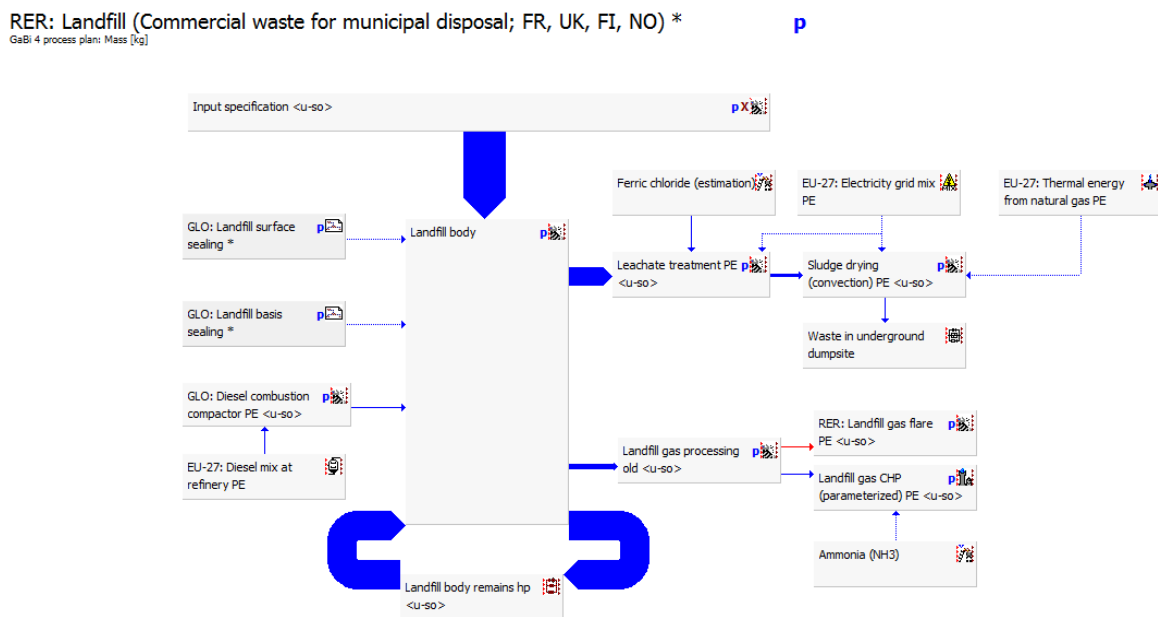 RER: Landfill (Commercial waste for municipal disposal; FR, UK, FI, NO) * p
GaBi 4 process plan: Mass [kg]
Input specification <u-so> p X
Ferric chloride (estimation)
EU-27: Electricity grid mix
PE
EU-27: Thermal energy
from natural gas PE
GLO: Landfill surface p
sealing *
Landfill body p
Leachate treatment PE p
<u-so>
Sludge drying p
(convection) PE <u-so>
GLO: Landfill basis p
sealing *
Waste in underground
dumpsite
GLO: Diesel combustion p
compactor PE <u-so>
RER: Landfill gas flare p
PE <u-so>
EU-27: Diesel mix at
refinery PE
Landfill gas processing p
old <u-so>
Landfill gas CHP p
(parameterized) PE <u-so>
Ammonia (NH3)
Landfill body remains hp
<u-so>